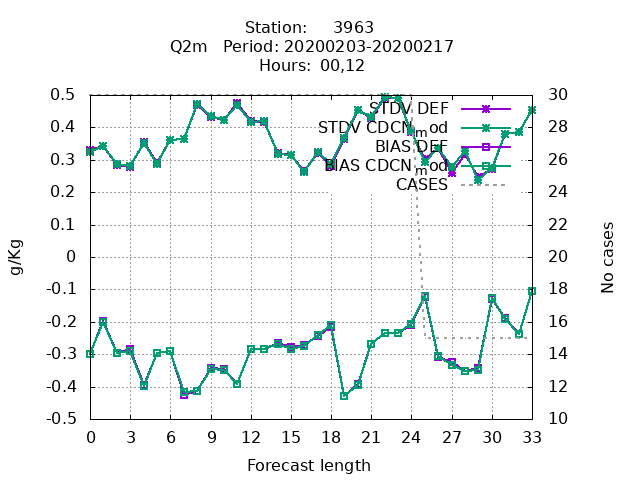 Station:     3963
Q2m   Period: 20200203-20200217
Hours:  00,12
0.5 30
STDV DEF
0.4 28
STDV CDCN_mod
BIAS DEF
0.3 26
BIAS CDCN_mod
CASES
0.2 24
0.1 22
0 20
-0.1 18
-0.2 16
-0.3 14
-0.4 12
-0.5 10
g/Kg
No cases
0 3 6 9 12 15 18 21 24 27 30 33
Forecast length